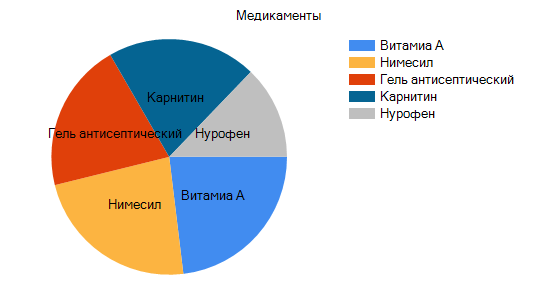 Медикаменты
Витамиа А
Нимесил
Гель антисептический
Карнитин
Нурофен
Карнитин
Гель антисептический
Нурофен
Витамиа А
Нимесил